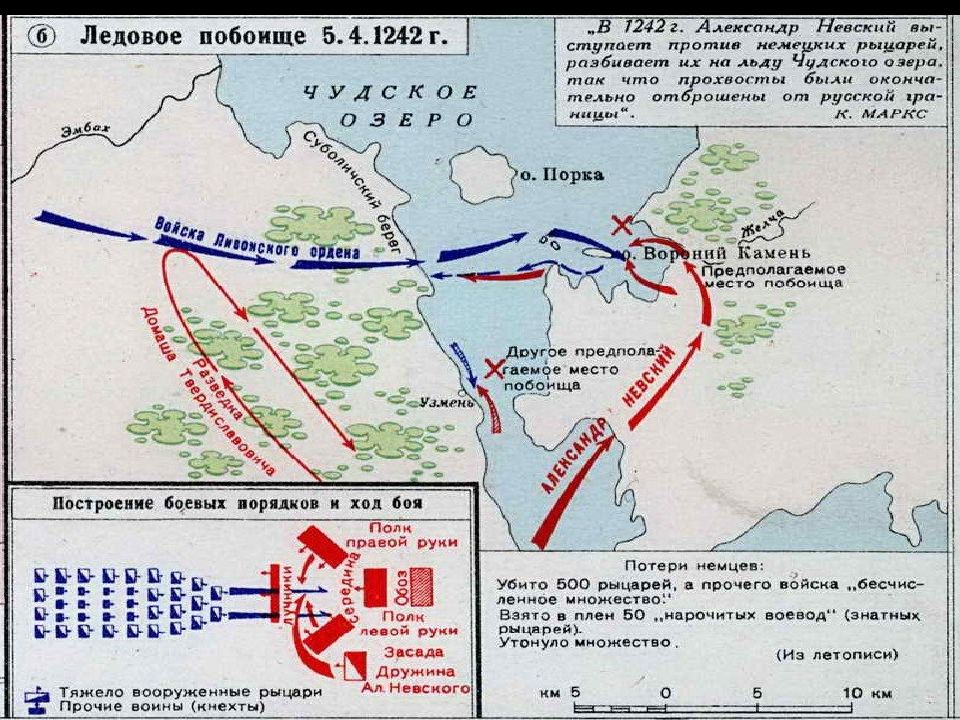 б Ледовое побоище 5.4.1242 г.
„В 1242 г. Александр Невский вы-
ступает против немецких рыцарей,
разбивает их на льду Чудского озера,
так что прохвосты были оконча-
тельно отброшены от русской гра-
ницы“. К. МАРКС
ЧУДСКОЕ
ОЗЕРО
Эмбах
Суболичский берег
о. Порка
Желча
Войска Ливонского ордена
о. Вороний Камень
Предполагаемое
место побоища
Домаша Твердиславовича
Разведка
Другое предпола-
гаемое место
побоища
Узмень
АЛЕКСАНДР НЕВСКИЙ
Построение боевых порядков и ход боя
Полк
правой руки
лучники
середина
Обоз
Полк
левой руки
Засада
Дружина
Ал. Невского
Тяжело вооруженные рыцари
Прочие воины (кнехты)
Потери немцев:
Убито 500 рыцарей, а прочего войска „бесчис-
ленное множество“.
Взято в плен 50 „нарочитых воевод“ (знатных
рыцарей).
Утонуло множество.
(Из летописи)
км 5 0 5 10 км